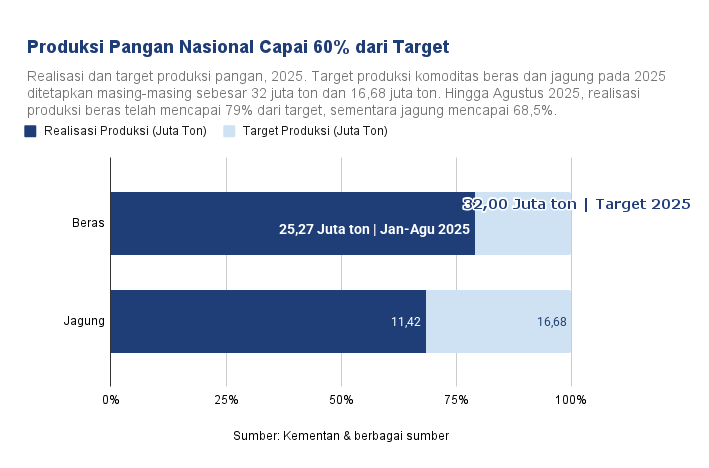 Produksi Pangan Nasional Capai 60% dari Target
Realisasi dan target produksi pangan, 2025. Target produksi komoditas beras dan jagung pada 2025
ditetapkan masing-masing sebesar 32 juta ton dan 16,68 juta ton. Hingga Agustus 2025, realisasi
produksi beras telah mencapai 79% dari target, sementara jagung mencapai 68,5%.
Realisasi Produksi (Juta Ton) Target Produksi (Juta Ton)
32,00 Juta ton | Target 2025
Beras
25,27 Juta ton | Jan-Agu 2025
Jagung 11,42 16,68
0% 25% 50% 75% 100%
Sumber: Kementan & berbagai sumber